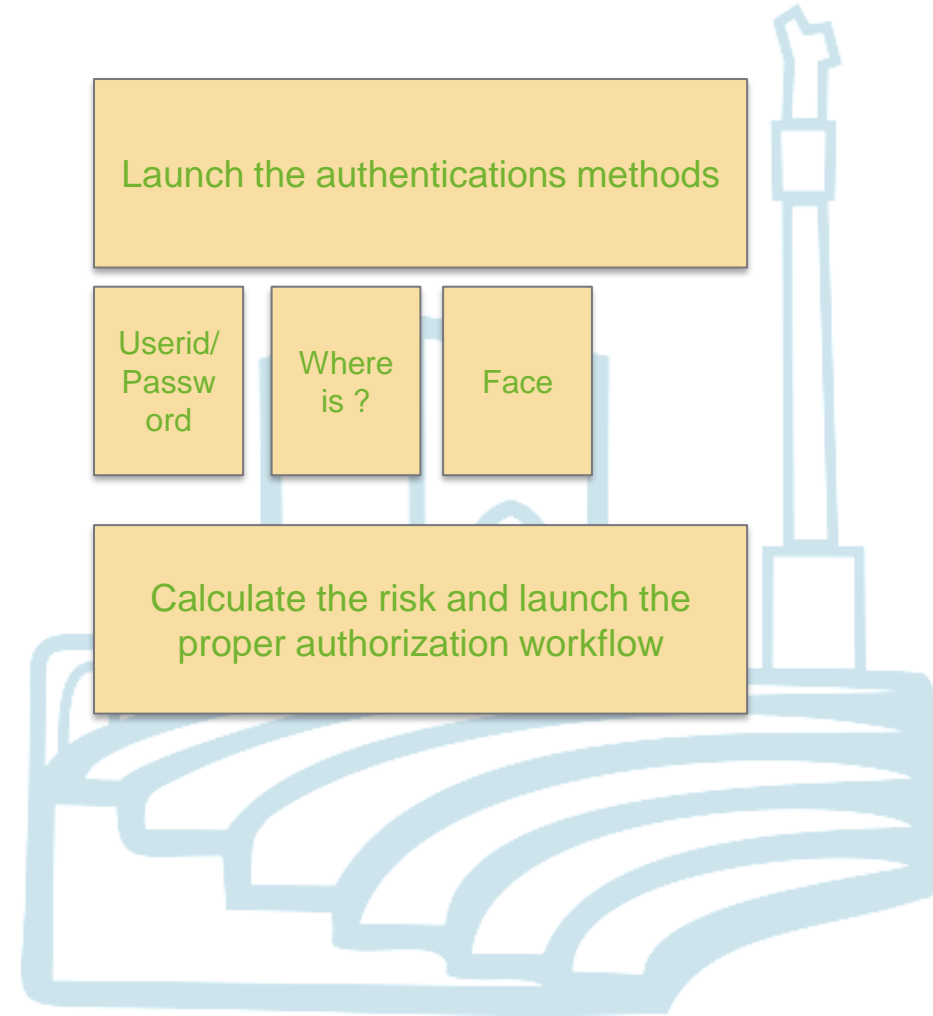 Launch the authentications methods
Userid/
Passw
ord
Where
is ?
Face
Calculate the risk and launch the
proper authorization workflow